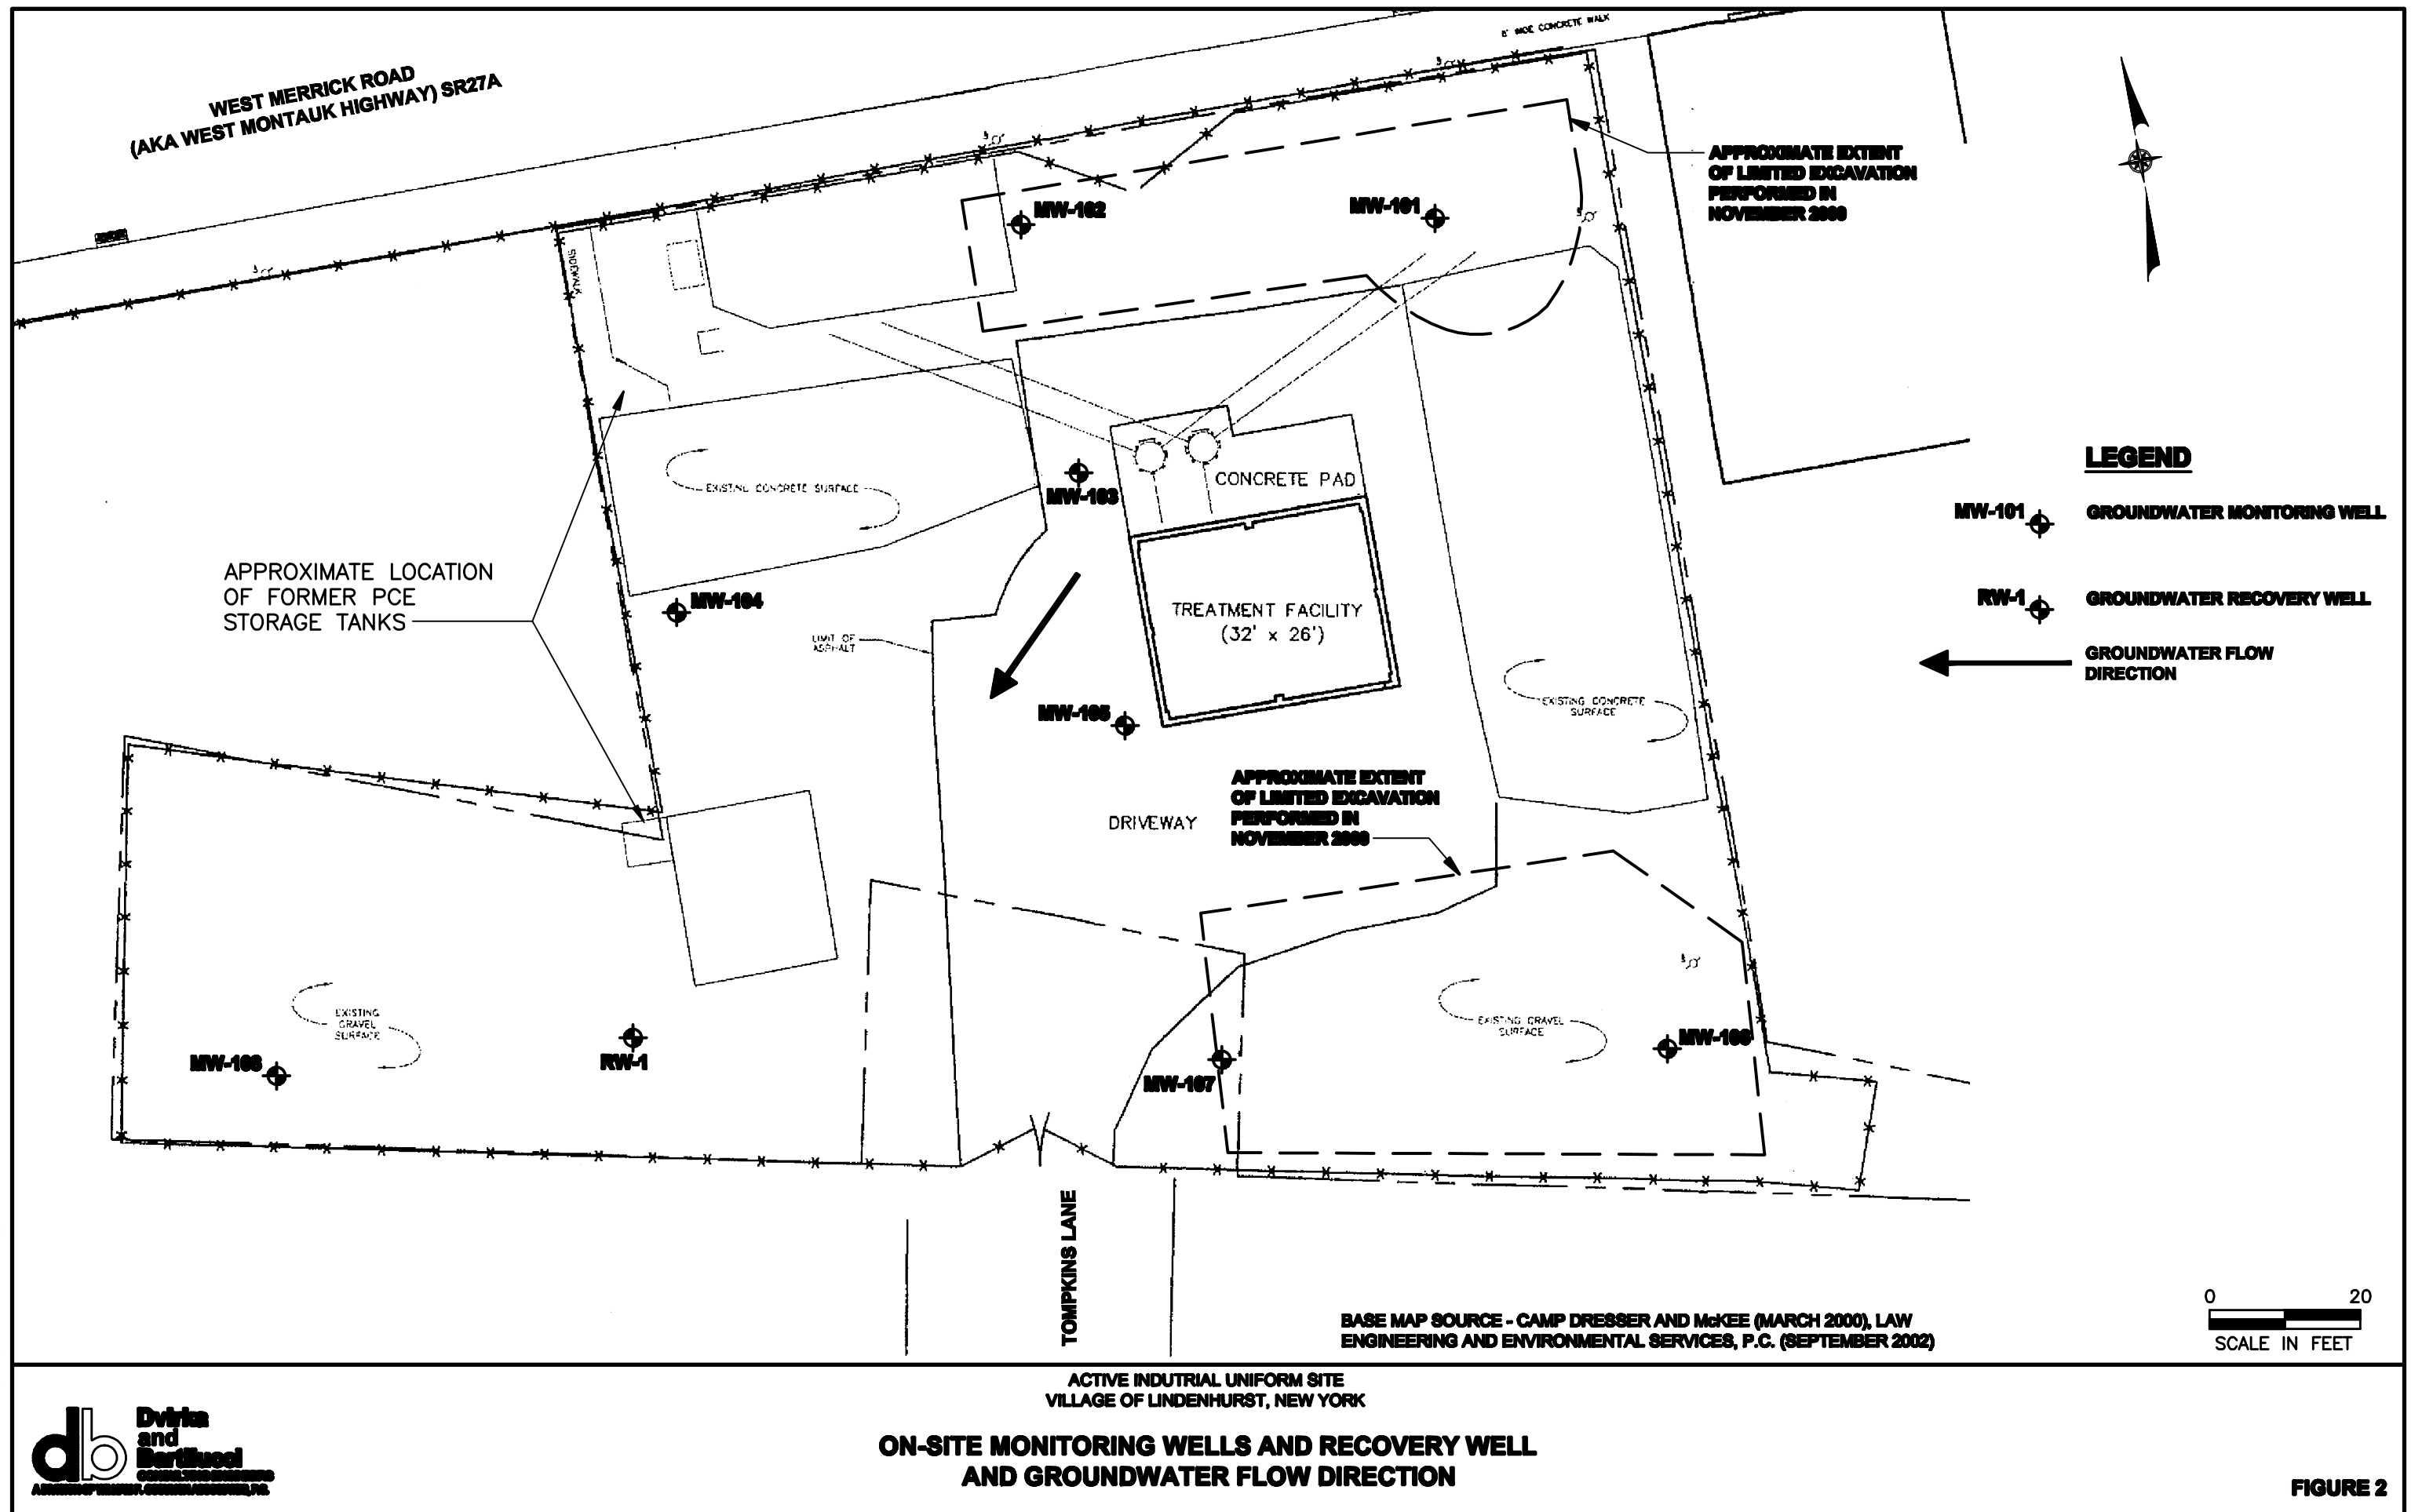 8' WIDE CONCRETE WALK
WEST MERRICK ROAD
(AKA WEST MONTAUK HIGHWAY) SR27A
APPROXIMATE EXTENT
OF LIMITED EXCAVATION
PERFORMED IN
NOVEMBER 2000
MW-102
MW-101
SIDEWALK
LEGEND
MW-101
GROUNDWATER MONITORING WELL
RW-1
GROUNDWATER RECOVERY WELL
GROUNDWATER FLOW
DIRECTION
EXISTING CONCRETE SURFACE
MW-103
CONCRETE PAD
APPROXIMATE LOCATION
OF FORMER PCE
STORAGE TANKS
MW-104
LIMIT OF
ASPHALT
TREATMENT FACILITY
(32' x 26')
MW-105
EXISTING CONCRETE
SURFACE
APPROXIMATE EXTENT
OF LIMITED EXCAVATION
PERFORMED IN
NOVEMBER 2000
DRIVEWAY
EXISTING
GRAVEL
SURFACE
MW-108
RW-1
MW-107
EXISTING GRAVEL
SURFACE
MW-106
TOMPKINS LANE
BASE MAP SOURCE - CAMP DRESSER AND McKEE (MARCH 2000), LAW
ENGINEERING AND ENVIRONMENTAL SERVICES, P.C. (SEPTEMBER 2002)
0 20
SCALE IN FEET
db
Dvirka
and
Bartilucci
CONSULTING ENGINEERS
A DIVISION OF WILLIAM F. COSULICH ASSOCIATES, P.C.
ACTIVE INDUTRIAL UNIFORM SITE
VILLAGE OF LINDENHURST, NEW YORK
ON-SITE MONITORING WELLS AND RECOVERY WELL
AND GROUNDWATER FLOW DIRECTION
FIGURE 2